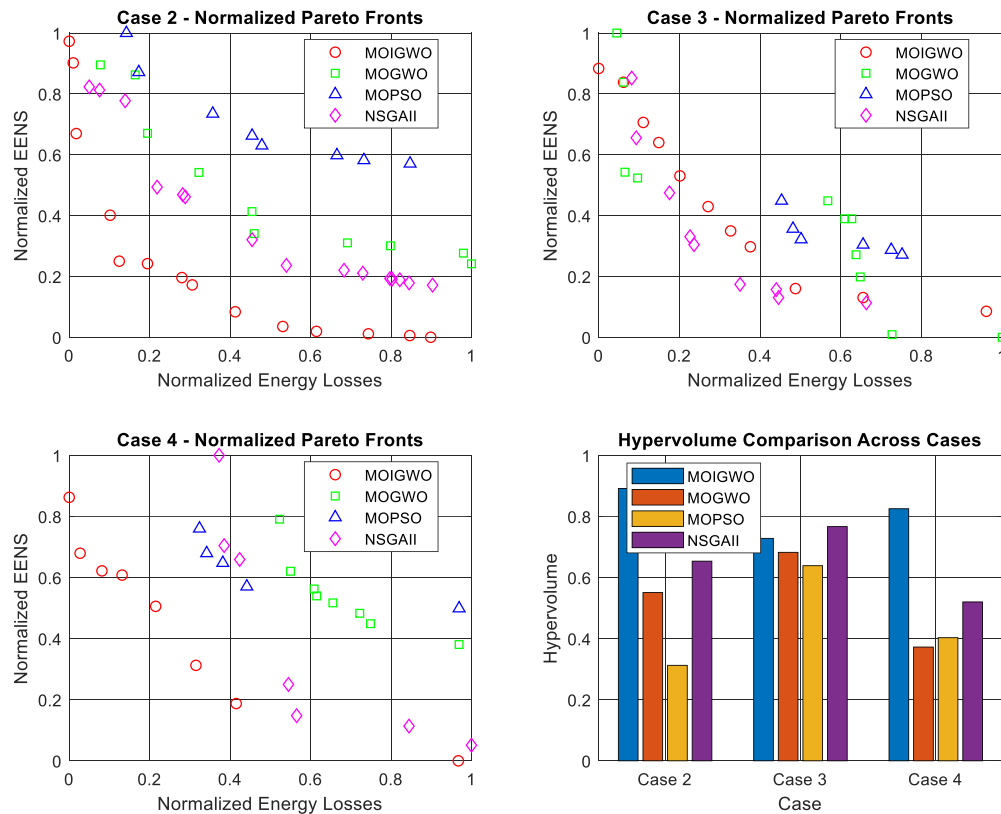 Case 2 - Normalized Pareto Fronts
1
0.8
0.6
0.4
0.2
0
0
0.2
0.4
0.6
0.8
1
Normalized EENS
Normalized Energy Losses
MOIGWO
MOGWO
MOPSO
NSGAII
Case 3 - Normalized Pareto Fronts
1
0.8
0.6
0.4
0.2
0
0
0.2
0.4
0.6
0.8
Normalized EENS
Normalized Energy Losses
MOIGWO
MOGWO
MOPSO
NSGAII
Case 4 - Normalized Pareto Fronts
1
0.8
0.6
0.4
0.2
0
0
0.2
0.4
0.6
0.8
1
Normalized EENS
Normalized Energy Losses
MOIGWO
MOGWO
MOPSO
NSGAII
Hypervolume Comparison Across Cases
1
0.8
0.6
0.4
0.2
0
Hypervolume
Case 2
Case 3
Case 4
Case
MOIGWO
MOGWO
MOPSO
NSGAII